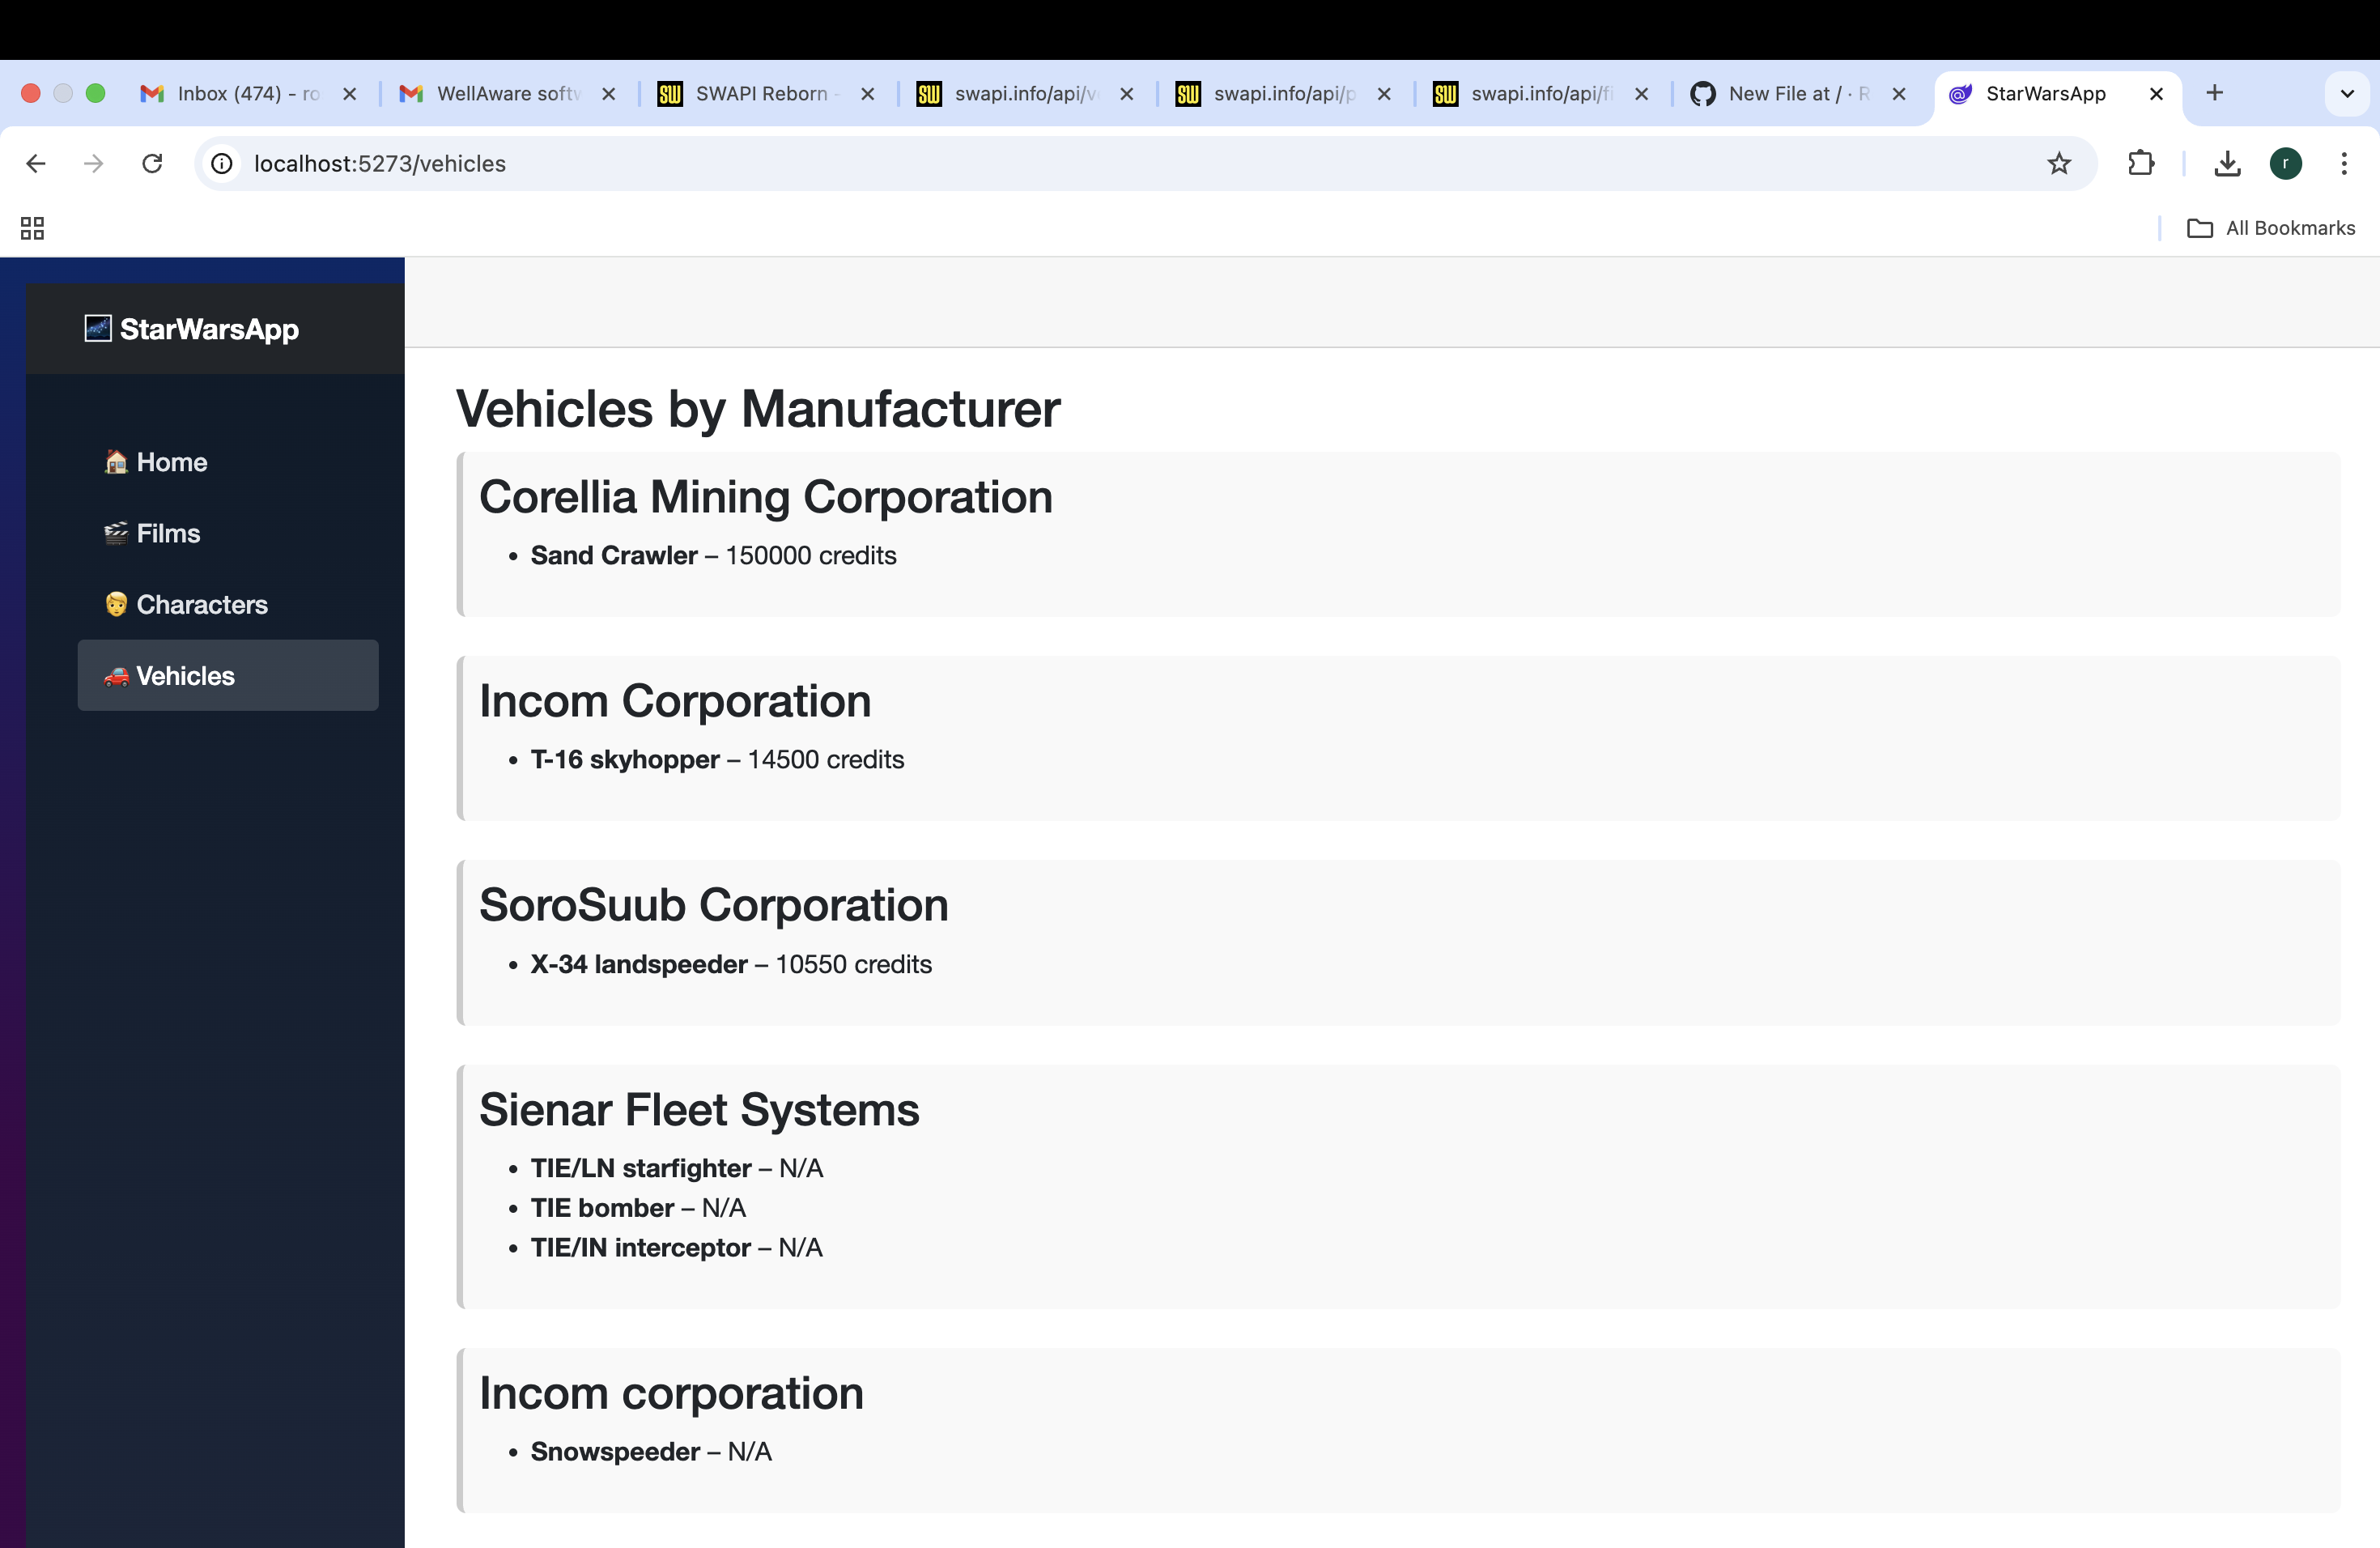 Inbox (474) - ro
WellAware softw
SWAPI Reborn -
swapi.info/api/v
swapi.info/api/p
swapi.info/api/fi
New File at / · R
StarWarsApp
localhost:5273/vehicles
r
All Bookmarks
StarWarsApp
Home
Films
Characters
Vehicles
Vehicles by Manufacturer
Corellia Mining Corporation
• Sand Crawler – 150000 credits
Incom Corporation
• T-16 skyhopper – 14500 credits
SoroSuub Corporation
• X-34 landspeeder – 10550 credits
Sienar Fleet Systems
• TIE/LN starfighter – N/A
• TIE bomber – N/A
• TIE/IN interceptor – N/A
Incom corporation
• Snowspeeder – N/A